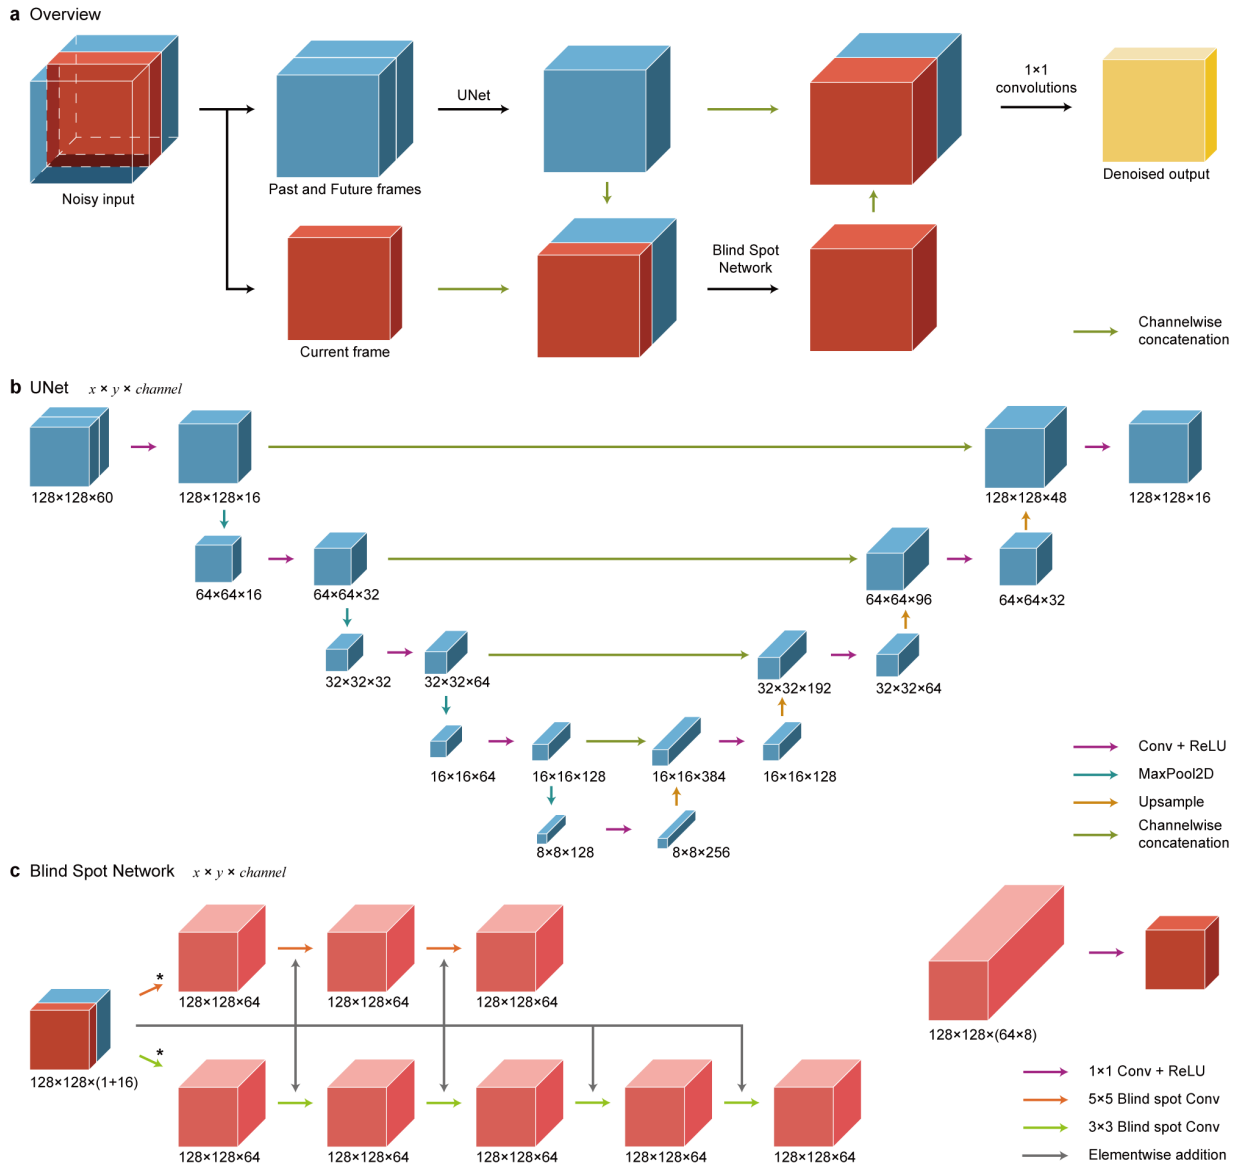 a Overview
Noisy input
Past and Future frames
UNet
1×1
convolutions
Denoised output
Current frame
Blind Spot
Network
Channelwise
concatenation
b UNet x × y × channel
128×128×60
128×128×16
128×128×48
128×128×16
64×64×16
64×64×32
64×64×96
64×64×32
32×32×32
32×32×64
32×32×192
32×32×64
16×16×64
16×16×128
16×16×384
16×16×128
8×8×128
8×8×256
Conv + ReLU
MaxPool2D
Upsample
Channelwise
concatenation
c Blind Spot Network x × y × channel
*
128×128×64
128×128×64
128×128×64
128×128×(1+16)
*
128×128×64
128×128×64
128×128×64
128×128×64
128×128×64
128×128×(64×8)
1×1 Conv + ReLU
5×5 Blind spot Conv
3×3 Blind spot Conv
Elementwise addition